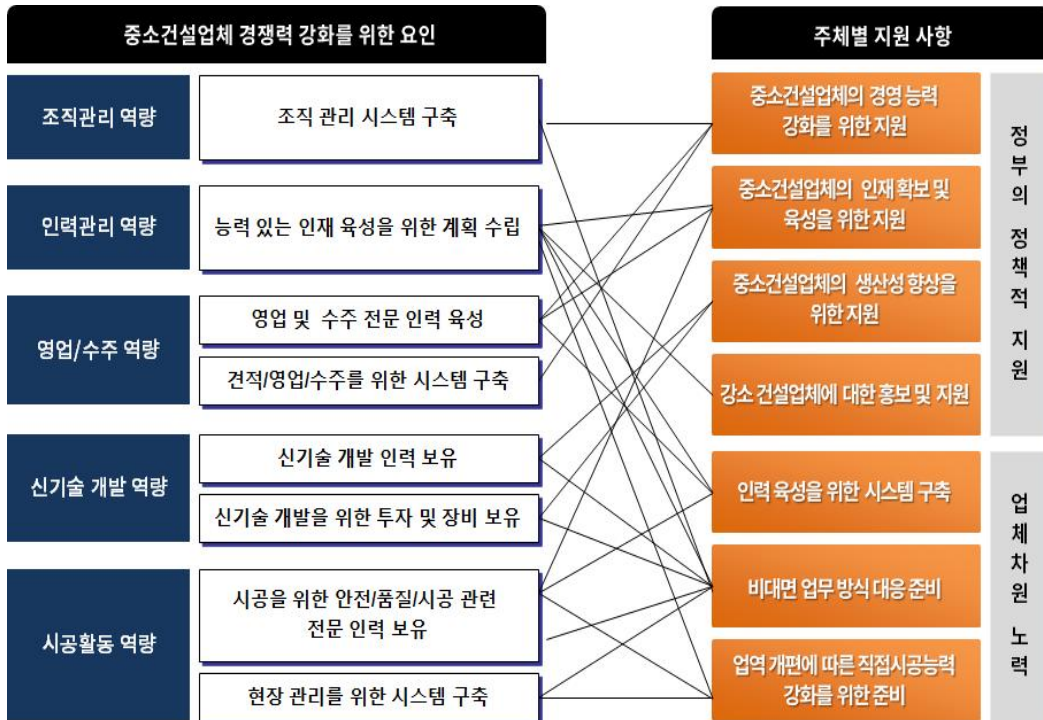 중소건설업체 경쟁력 강화를 위한 요인
주체별 지원 사항
조직관리 역량
조직 관리 시스템 구축
인력관리 역량
능력 있는 인재 육성을 위한 계획 수립
영업/수주 역량
영업 및 수주 전문 인력 육성
견적/영업/수주를 위한 시스템 구축
신기술 개발 역량
신기술 개발 인력 보유
신기술 개발을 위한 투자 및 장비 보유
시공활동 역량
시공을 위한 안전/품질/시공 관련
전문 인력 보유
현장 관리를 위한 시스템 구축
중소건설업체의 경영 능력
강화를 위한 지원
중소건설업체의 인재 확보 및
육성을 위한 지원
중소건설업체의 생산성 향상을
위한 지원
강소 건설업체에 대한 홍보 및 지원
정부의 정책적 지원
인력 육성을 위한 시스템 구축
비대면 업무 방식 대응 준비
업역 개편에 따른 직접시공능력
강화를 위한 준비
업체차원 노력